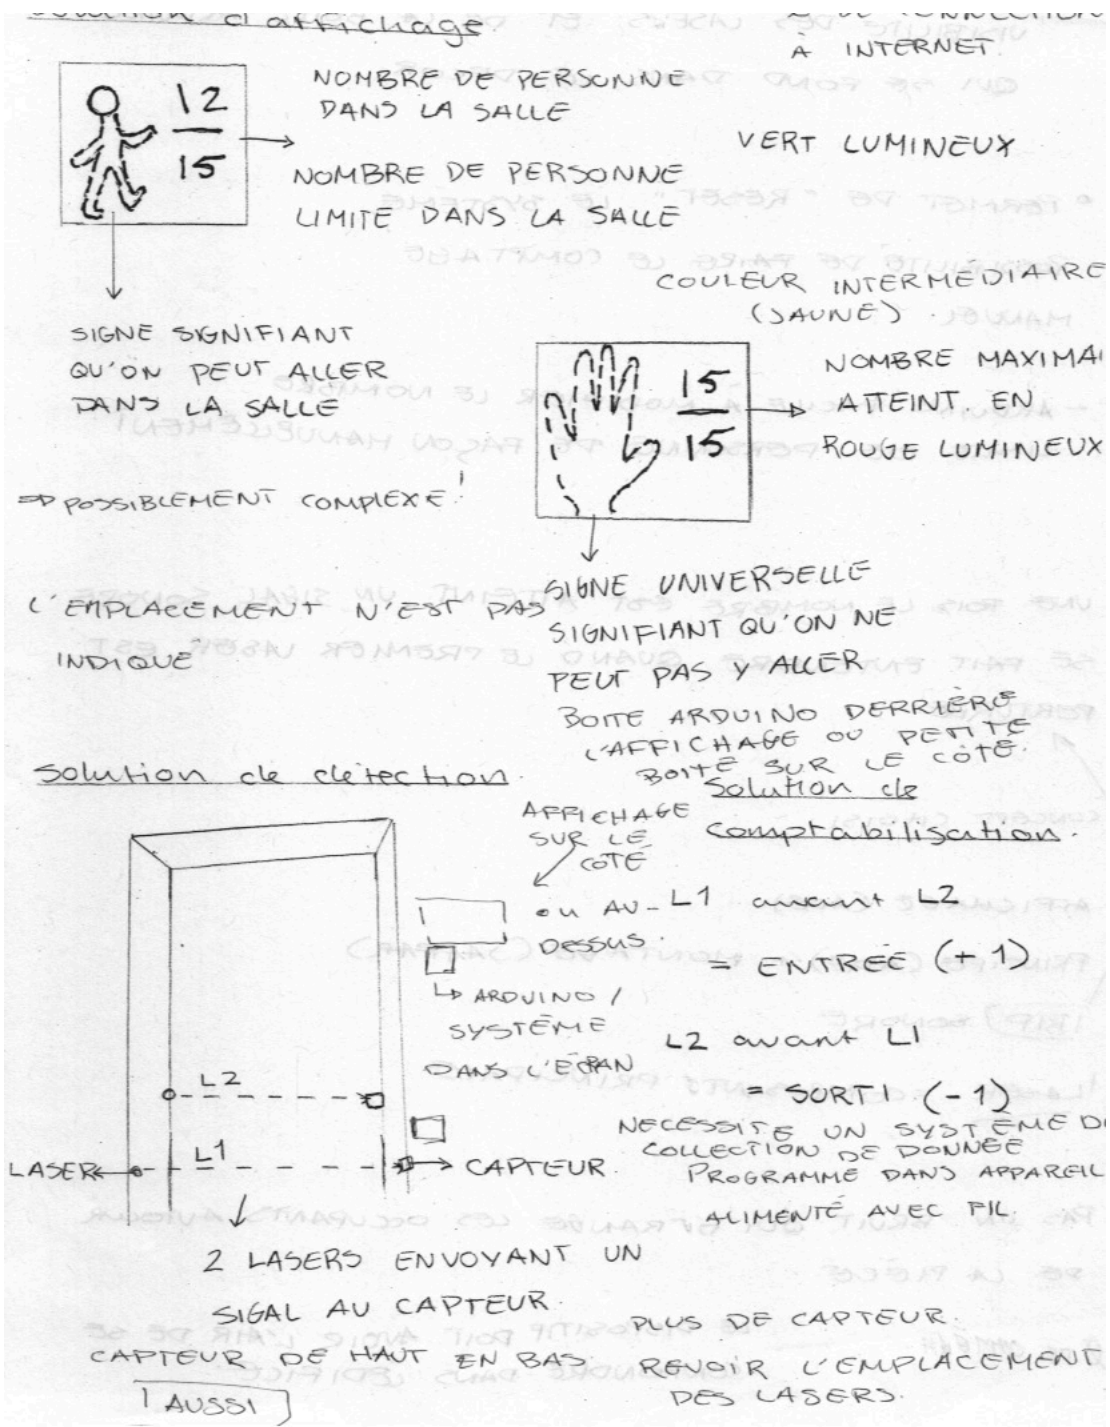 d'affichage.
À INTERNET.
12
15
NOMBRE DE PERSONNE
DANS LA SALLE
NOMBRE DE PERSONNE
LIMITE DANS LA SALLE
VERT LUMINEUX
SIGNE SIGNIFIANT
QU'ON PEUT ALLER
DANS LA SALLE
COULEUR INTERMÉDIAIRE
(JAUNE).
15
15
NOMBRE MAXIMAL
ATTEINT. EN
ROUGE LUMINEUX
⇒ POSSIBLEMENT COMPLEXE!
L'EMPLACEMENT N'EST PAS
INDIQUÉ
SIGNE UNIVERSELLE
SIGNIFIANT QU'ON NE
PEUT PAS Y ALLER
BOITE ARDUINO DERRIÈRE
L'AFFICHAGE OU PETITE
BOITE SUR LE CÔTÉ.
Solution de détection.
AFFICHAGE
SUR LE
CÔTÉ
ou AU-
DESSUS.
↳ ARDUINO /
SYSTÈME
DANS L'ÉCRAN
L2
L1
LASER
CAPTEUR.
2 LASERS ENVOYANT UN
SIGAL AU CAPTEUR.
CAPTEUR DE HAUT EN BAS.
AUSSI
Solution de
comptabilisation.
L1 avant L2
= ENTRÉE (+1)
L2 avant L1
= SORTI (-1)
NÉCESSITE UN SYSTÈME DE
COLLECTION DE DONNÉE
PROGRAMME DANS APPAREIL
ALIMENTÉ AVEC FIL.
PLUS DE CAPTEUR.
REVOIR L'EMPLACEMENT
DES LASERS.